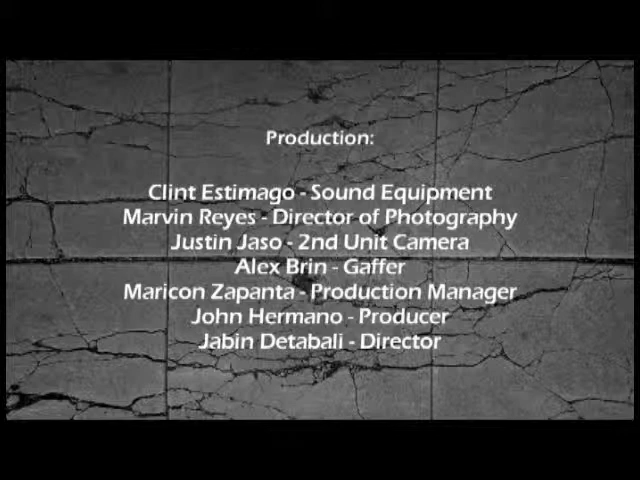 Production:
Clint Estimago - Sound Equipment
Marvin Reyes - Director of Photography
Justin Jaso - 2nd Unit Camera
Alex Brin - Gaffer
Maricon Zapanta - Production Manager
John Hermano - Producer
Jabin Detabali - Director